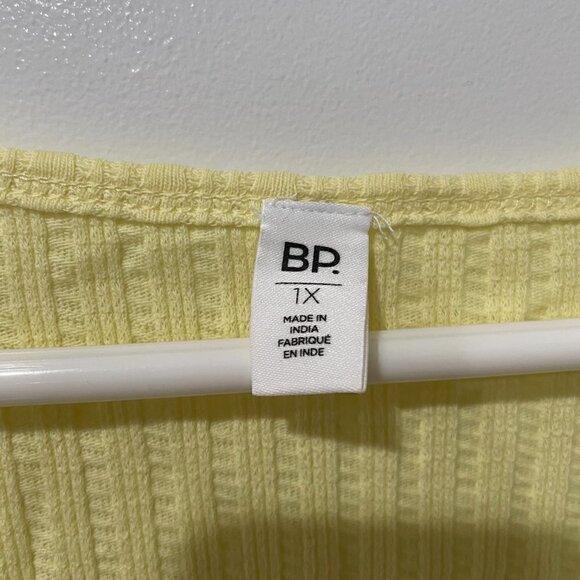 BP.
1X
MADE IN
INDIA
FABRIQUÉ
EN INDE